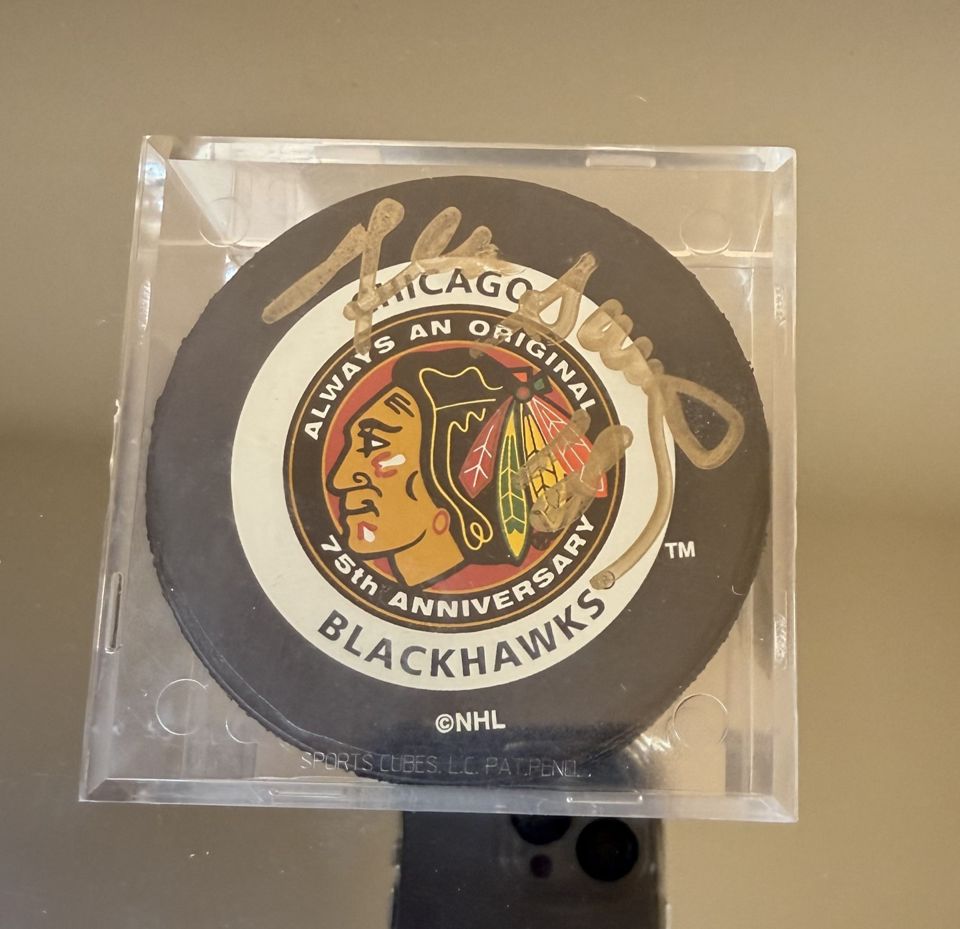 CHICAGO
ALWAYS AN ORIGINAL
75th ANNIVERSARY
BLACKHAWKS
®
TM
©NHL
SPORTS CUBES. L.C. PAT.PEND.